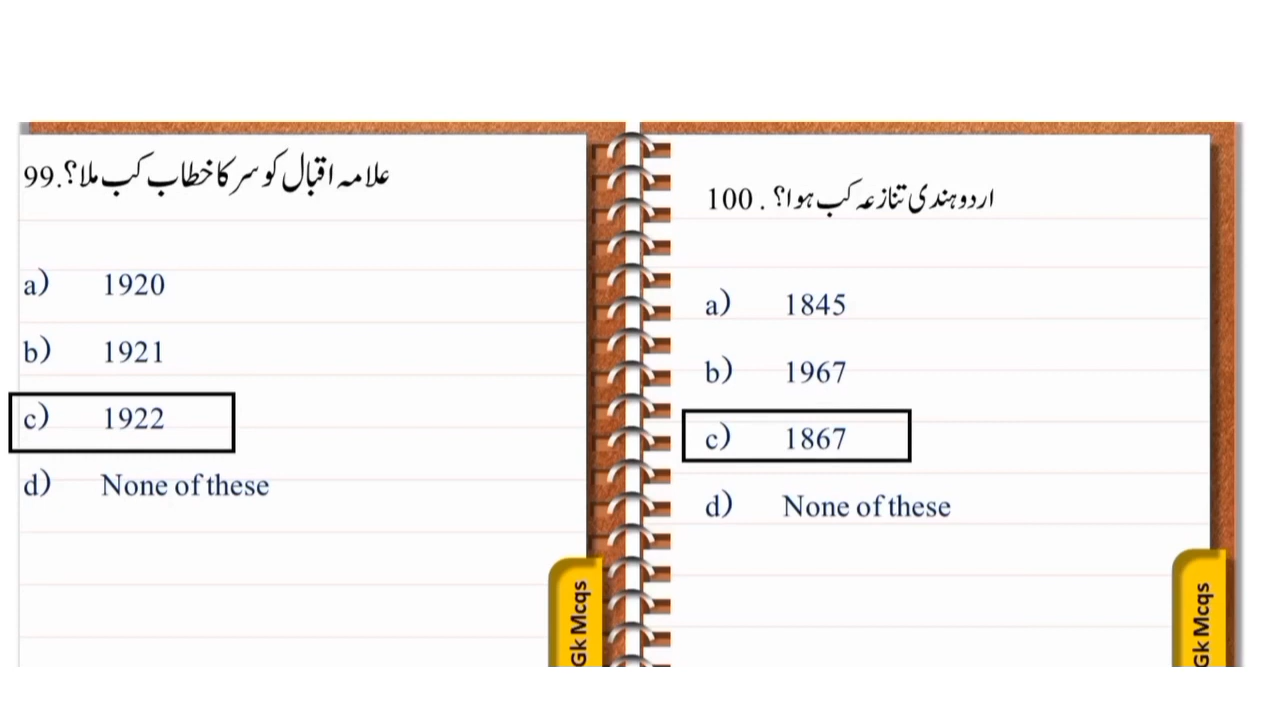 99. علامہ اقبال کو سر کا خطاب کب ملا؟
a) 1920
b) 1921
c) 1922
d) None of these
Gk Mcqs
100 . اردو ہندی تنازعہ کب ہوا؟
a) 1845
b) 1967
c) 1867
d) None of these
Gk Mcqs